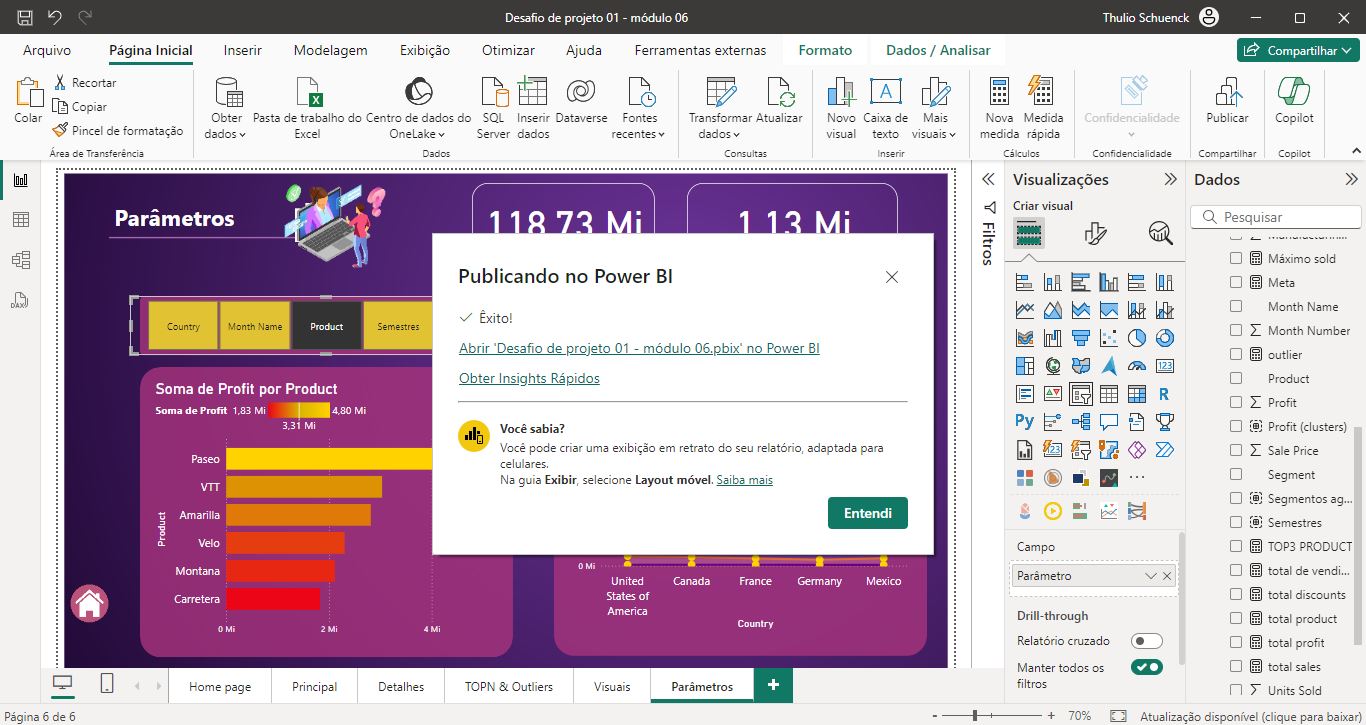 Desafio de projeto 01 - módulo 06
Thulio Schuenck
Arquivo
Página Inicial
Inserir
Modelagem
Exibição
Otimizar
Ajuda
Ferramentas externas
Formato
Dados / Analisar
Compartilhar
Colar
Recortar
Copiar
Pincel de formatação
Área de Transferência
Obter dados
Pasta de trabalho do Excel
Centro de dados do OneLake
SQL Server
Inserir dados
Dataverse
Fontes recentes
Dados
Transformar dados
Atualizar
Consultas
Novo visual
Caixa de texto
Mais visuais
Inserir
Nova medida
Medida rápida
Cálculos
Confidencialidade
Confidencialidade
Publicar
Compartilhar
Copilot
Copilot
Parâmetros
118,73 Mi
1,13 Mi
Country
Month Name
Product
Semestres
Soma de Profit por Product
Soma de Profit 1,83 Mi 4,80 Mi
3,31 Mi
Product
Paseo
VTT
Amarilla
Velo
Montana
Carretera
0 Mi
2 Mi
4 Mi
Publicando no Power BI
Êxito!
Abrir 'Desafio de projeto 01 - módulo 06.pbix' no Power BI
Obter Insights Rápidos
Você sabia?
Você pode criar uma exibição em retrato do seu relatório, adaptada para
celulares.
Na guia Exibir, selecione Layout móvel. Saiba mais
Entendi
0 Mi
United
States of
America
Canada
France
Germany
Mexico
Country
Filtros
Visualizações
Criar visual
123
R
Py
123
Campo
Parâmetro
Drill-through
Relatório cruzado
Manter todos os
filtros
Dados
Pesquisar
Máximo sold
Meta
Month Name
Month Number
outlier
Product
Profit
Profit (clusters)
Sale Price
Segment
Segmentos ag...
Semestres
TOP3 PRODUCT
total de vendi...
total discounts
total product
total profit
total sales
Units Sold
Home page
Principal
Detalhes
TOPN & Outliers
Visuais
Parâmetros
+
Página 6 de 6
- + 70%
Atualização disponível (clique para baixar)